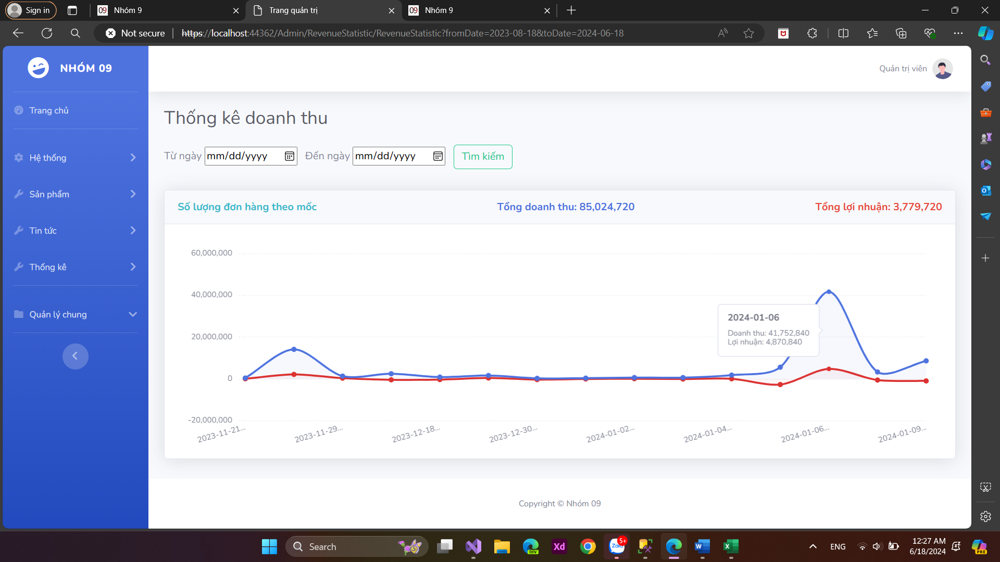 Sign in
09 Nhóm 9
Trang quản trị
09 Nhóm 9
Not secure
https://localhost:44362/Admin/RevenueStatistic/RevenueStatistic?fromDate=2023-08-18&toDate=2024-06-18
NHÓM 09
Quản trị viên
Trang chủ
Hệ thống
Sản phẩm
Tin tức
Thống kê
Quản lý chung
Thống kê doanh thu
Từ ngày mm/dd/yyyy Đến ngày mm/dd/yyyy Tìm kiếm
Số lượng đơn hàng theo mốc
Tổng doanh thu: 85,024,720
Tổng lợi nhuận: 3,779,720
60,000,000
40,000,000
20,000,000
0
-20,000,000
2024-01-06
Doanh thu: 41,752,840
Lợi nhuận: 4,870,840
2023-11-21...
2023-11-29...
2023-12-18...
2023-12-30...
2024-01-02...
2024-01-04...
2024-01-06...
2024-01-09...
Copyright © Nhóm 09
Search
DEV
Xd
Zalo
5+
W
X
ENG
12:27 AM
6/18/2024
PRE